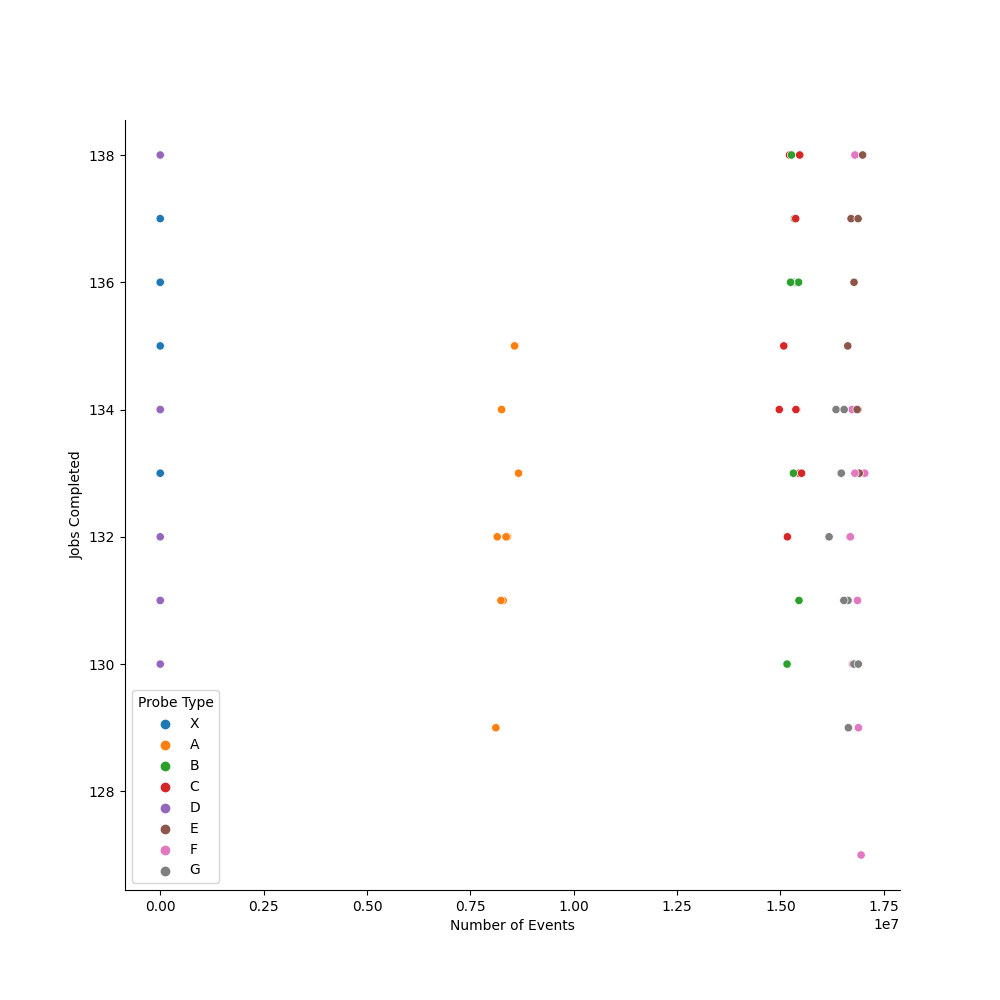 138
137
136
135
134
133
132
131
130
129
128
Jobs Completed
Probe Type
X
A
B
C
D
E
F
G
0.00 0.25 0.50 0.75 1.00 1.25 1.50 1.75
1e7
Number of Events